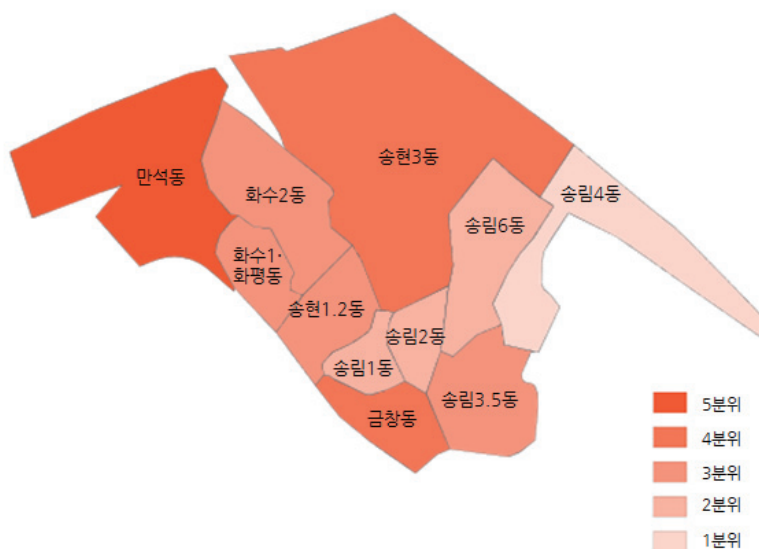 송현3동
만석동
화수2동
송림4동
송림6동
화수1·
화평동
송현1.2동
송림2동
송림1동
송림3.5동
금창동
5분위
4분위
3분위
2분위
1분위